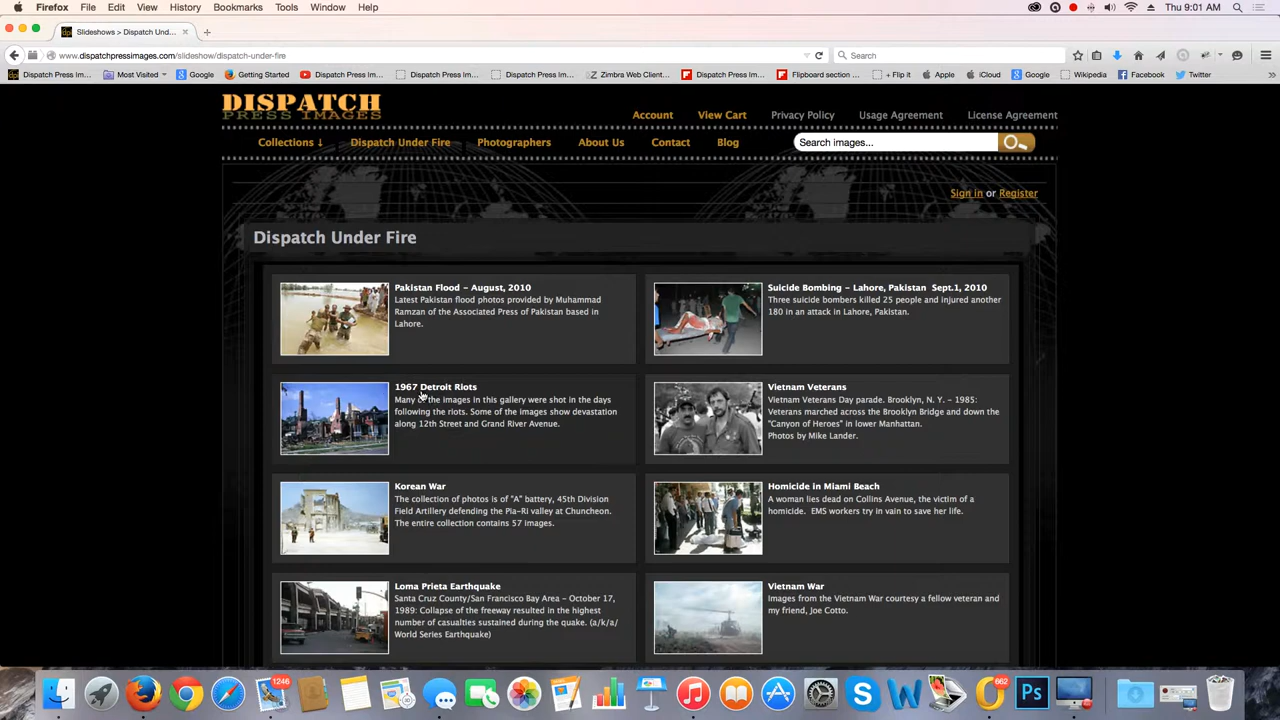 Firefox File Edit View History Bookmarks Tools Window Help Thu 9:01 AM
Slideshows > Dispatch Und...
www.dispatchpressimages.com/slideshow/dispatch-under-fire Search
Dispatch Press Im... Most Visited Google Getting Started Dispatch Press Im... Dispatch Press Im... Dispatch Press Im... Zimbra Web Client... Dispatch Press Im... Flipboard section ... + Flip it Apple iCloud Google Wikipedia Facebook Twitter
DISPATCH
PRESS IMAGES
Account View Cart Privacy Policy Usage Agreement License Agreement
Collections ↓ Dispatch Under Fire Photographers About Us Contact Blog Search images...
Sign in or Register
Dispatch Under Fire
Pakistan Flood – August, 2010
Latest Pakistan flood photos provided by Muhammad
Ramzan of the Associated Press of Pakistan based in
Lahore.
Suicide Bombing – Lahore, Pakistan Sept.1, 2010
Three suicide bombers killed 25 people and injured another
180 in an attack in Lahore, Pakistan.
1967 Detroit Riots
Many of the images in this gallery were shot in the days
following the riots. Some of the images show devastation
along 12th Street and Grand River Avenue.
Vietnam Veterans
Vietnam Veterans Day parade. Brooklyn, N. Y. – 1985:
Veterans marched across the Brooklyn Bridge and down the
"Canyon of Heroes" in lower Manhattan.
Photos by Mike Lander.
Korean War
The collection of photos is of "A" battery, 45th Division
Field Artillery defending the Pia-Ri valley at Chuncheon.
The entire collection contains 57 images.
Homicide in Miami Beach
A woman lies dead on Collins Avenue, the victim of a
homicide. EMS workers try in vain to save her life.
Loma Prieta Earthquake
Santa Cruz County/San Francisco Bay Area – October 17,
1989: Collapse of the freeway resulted in the highest
number of casualties sustained during the quake. (a/k/a/
World Series Earthquake)
Vietnam War
Images from the Vietnam War courtesy a fellow veteran and
my friend, Joe Cotto.
1246
662
Ps